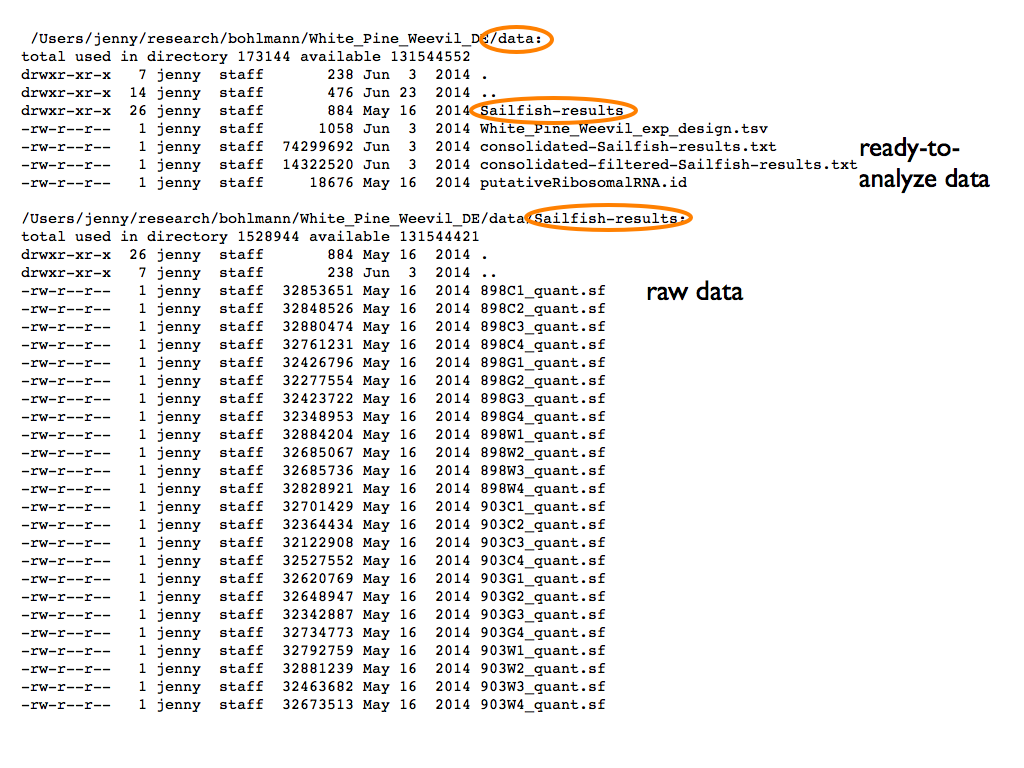 /Users/jenny/research/bohlmann/White_Pine_Weevil_DE/data:
total used in directory 173144 available 131544552
drwxr-xr-x 7 jenny staff 238 Jun 3 2014 .
drwxr-xr-x 14 jenny staff 476 Jun 23 2014 ..
drwxr-xr-x 26 jenny staff 884 May 16 2014 Sailfish-results
-rw-r--r-- 1 jenny staff 1058 Jun 3 2014 White_Pine_Weevil_exp_design.tsv
-rw-r--r-- 1 jenny staff 74299692 Jun 3 2014 consolidated-Sailfish-results.txt
-rw-r--r-- 1 jenny staff 14322520 Jun 3 2014 consolidated-filtered-Sailfish-results.txt
-rw-r--r-- 1 jenny staff 18676 May 16 2014 putativeRibosomalRNA.id
ready-to-
analyze data
/Users/jenny/research/bohlmann/White_Pine_Weevil_DE/data/Sailfish-results:
total used in directory 1528944 available 131544421
drwxr-xr-x 26 jenny staff 884 May 16 2014 .
drwxr-xr-x 7 jenny staff 238 Jun 3 2014 ..
-rw-r--r-- 1 jenny staff 32853651 May 16 2014 898C1_quant.sf
raw data
-rw-r--r-- 1 jenny staff 32848526 May 16 2014 898C2_quant.sf
-rw-r--r-- 1 jenny staff 32880474 May 16 2014 898C3_quant.sf
-rw-r--r-- 1 jenny staff 32761231 May 16 2014 898C4_quant.sf
-rw-r--r-- 1 jenny staff 32426796 May 16 2014 898G1_quant.sf
-rw-r--r-- 1 jenny staff 32277554 May 16 2014 898G2_quant.sf
-rw-r--r-- 1 jenny staff 32423722 May 16 2014 898G3_quant.sf
-rw-r--r-- 1 jenny staff 32348953 May 16 2014 898G4_quant.sf
-rw-r--r-- 1 jenny staff 32884204 May 16 2014 898W1_quant.sf
-rw-r--r-- 1 jenny staff 32685067 May 16 2014 898W2_quant.sf
-rw-r--r-- 1 jenny staff 32685736 May 16 2014 898W3_quant.sf
-rw-r--r-- 1 jenny staff 32828921 May 16 2014 898W4_quant.sf
-rw-r--r-- 1 jenny staff 32701429 May 16 2014 903C1_quant.sf
-rw-r--r-- 1 jenny staff 32364434 May 16 2014 903C2_quant.sf
-rw-r--r-- 1 jenny staff 32122908 May 16 2014 903C3_quant.sf
-rw-r--r-- 1 jenny staff 32527552 May 16 2014 903C4_quant.sf
-rw-r--r-- 1 jenny staff 32620769 May 16 2014 903G1_quant.sf
-rw-r--r-- 1 jenny staff 32648947 May 16 2014 903G2_quant.sf
-rw-r--r-- 1 jenny staff 32342887 May 16 2014 903G3_quant.sf
-rw-r--r-- 1 jenny staff 32734773 May 16 2014 903G4_quant.sf
-rw-r--r-- 1 jenny staff 32792759 May 16 2014 903W1_quant.sf
-rw-r--r-- 1 jenny staff 32881239 May 16 2014 903W2_quant.sf
-rw-r--r-- 1 jenny staff 32463682 May 16 2014 903W3_quant.sf
-rw-r--r-- 1 jenny staff 32673513 May 16 2014 903W4_quant.sf